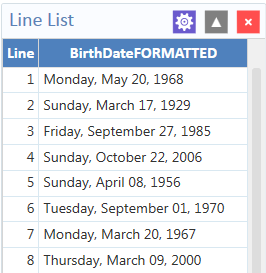 Line List
Line BirthDateFORMATTED
1 Monday, May 20, 1968
2 Sunday, March 17, 1929
3 Friday, September 27, 1985
4 Sunday, October 22, 2006
5 Sunday, April 08, 1956
6 Tuesday, September 01, 1970
7 Monday, March 20, 1967
8 Thursday, March 09, 2000